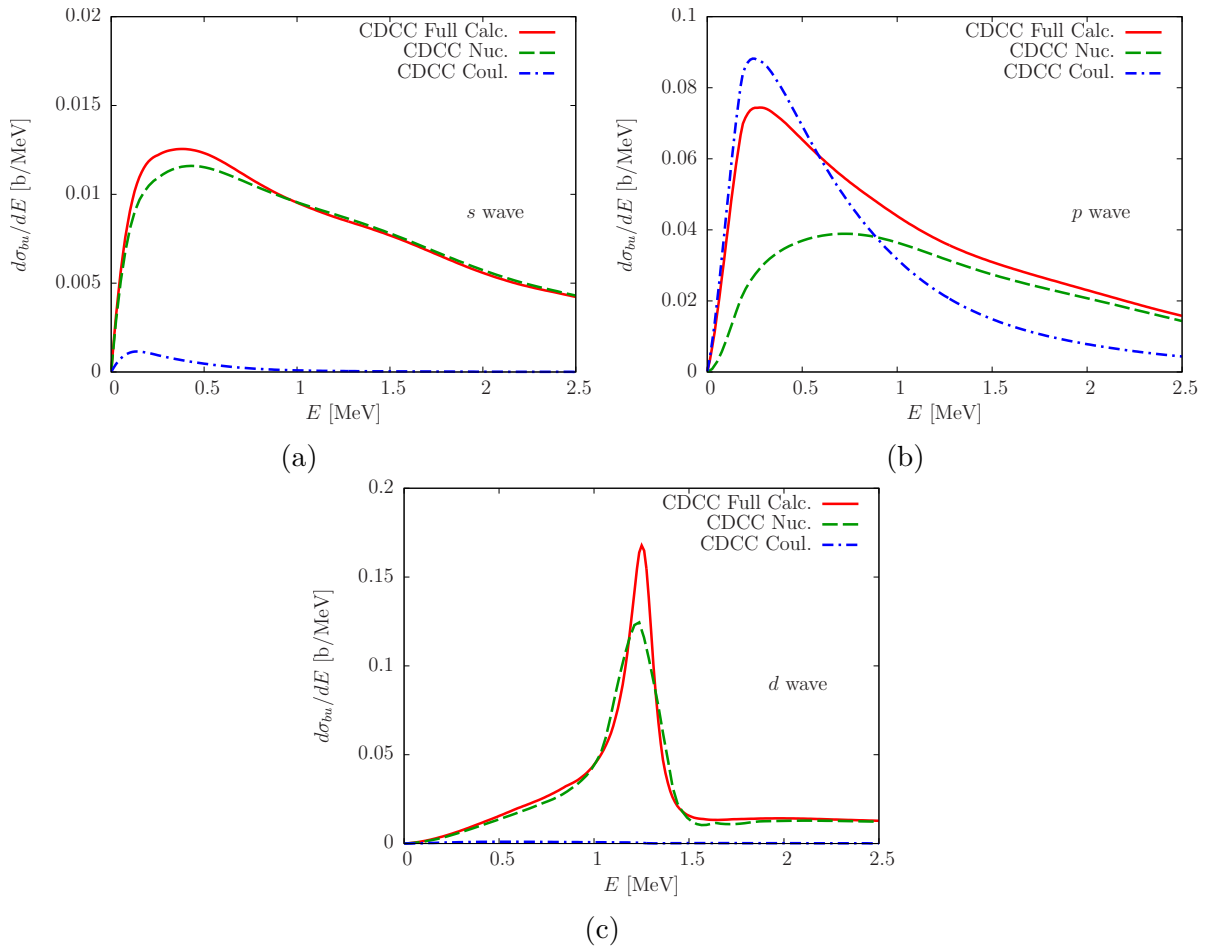 0.02
0.015
0.01
0.005
0
0
0.5
1
1.5
2
2.5
dσbu/dE [b/MeV]
E [MeV]
CDCC Full Calc.
CDCC Nuc.
CDCC Coul.
s wave
(a)
0.1
0.08
0.06
0.04
0.02
0
0
0.5
1
1.5
2
2.5
dσbu/dE [b/MeV]
E [MeV]
CDCC Full Calc.
CDCC Nuc.
CDCC Coul.
p wave
(b)
0.2
0.15
0.1
0.05
0
0
0.5
1
1.5
2
2.5
dσbu/dE [b/MeV]
E [MeV]
CDCC Full Calc.
CDCC Nuc.
CDCC Coul.
d wave
(c)